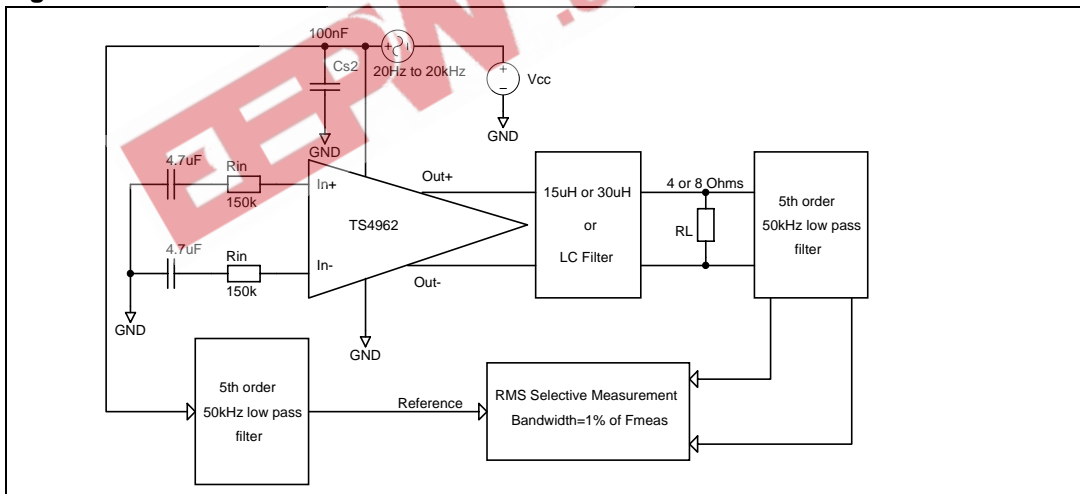 100nF
Cs2
20Hz to 20kHz
+
-
Vcc
GND
GND
4.7uF
Rin
150k
In+
Out+
TS4962
15uH or 30uH
or
LC Filter
4 or 8 Ohms
RL
5th order
50kHz low pass
filter
4.7uF
Rin
150k
In-
Out-
GND
GND
5th order
50kHz low pass
filter
Reference
RMS Selective Measurement
Bandwidth=1% of Fmeas
EEPW.